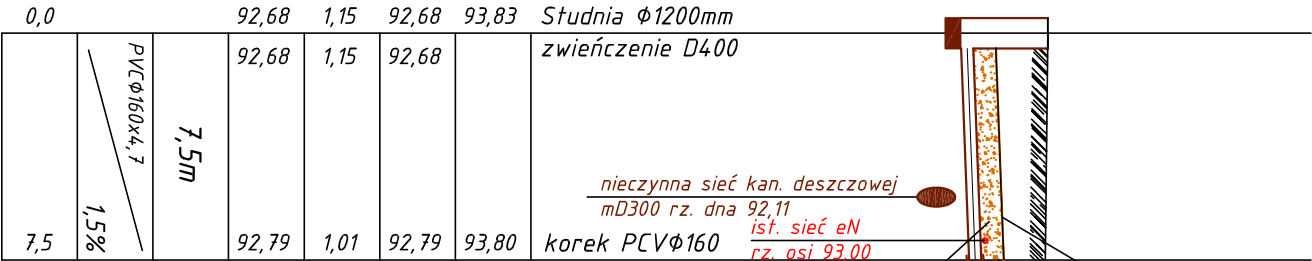 0,0 92,68 1,15 92,68 93,83 Studnia Φ1200mm
92,68 1,15 92,68 zwieńczenie D400
PVCΦ160x4,7
7,5m
1,5%
nieczynna sieć kan. deszczowej
mD300 rz. dna 92,11
ist. sieć eN
7,5 92,79 1,01 92,79 93,80 korek PCVΦ160
rz. osi 93,00